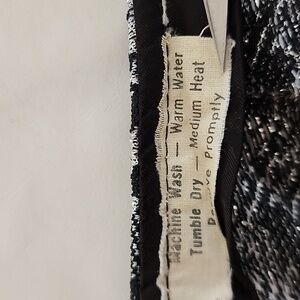 Machine Wash — Warm Water
Tumble Dry — Medium Heat
Promptly